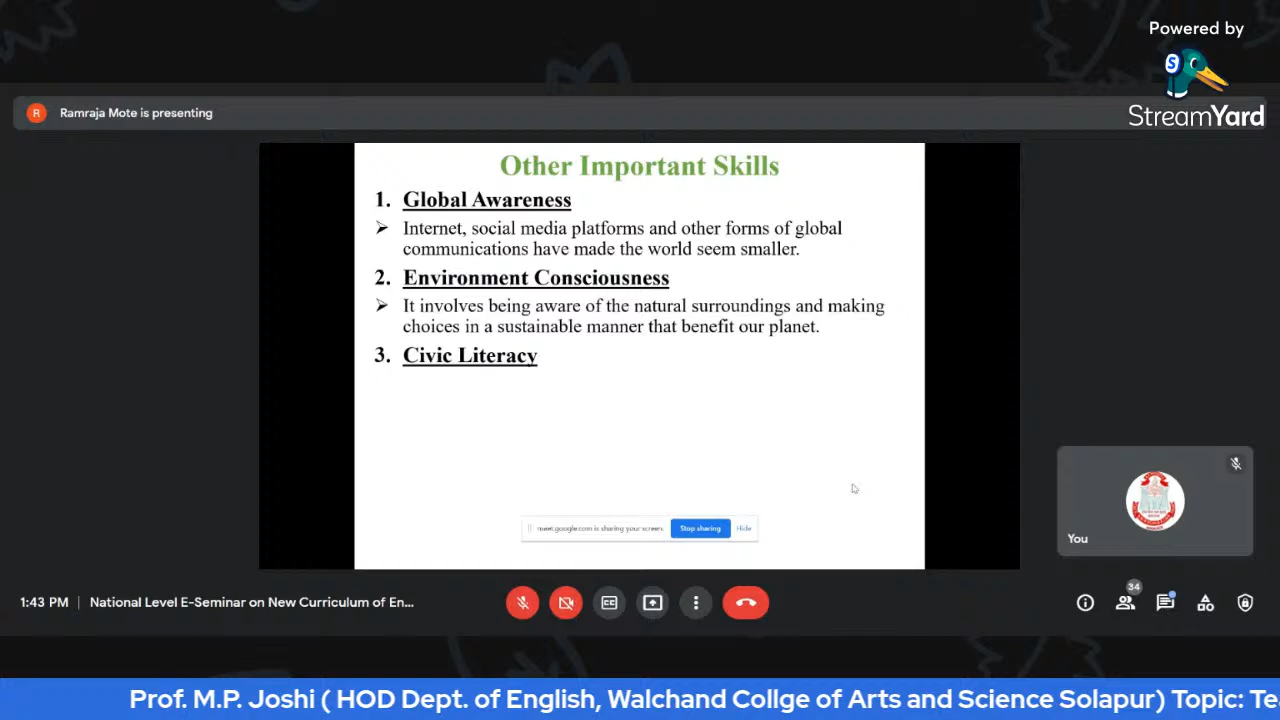 Powered by
StreamYard
R Ramraja Mote is presenting
Other Important Skills
1. Global Awareness
➢ Internet, social media platforms and other forms of global
communications have made the world seem smaller.
2. Environment Consciousness
➢ It involves being aware of the natural surroundings and making
choices in a sustainable manner that benefit our planet.
3. Civic Literacy
meet.google.com is sharing your screen. Stop sharing Hide
You
1:43 PM | National Level E-Seminar on New Curriculum of En...
CC
34
Prof. M.P. Joshi ( HOD Dept. of English, Walchand Collge of Arts and Science Solapur) Topic: Te